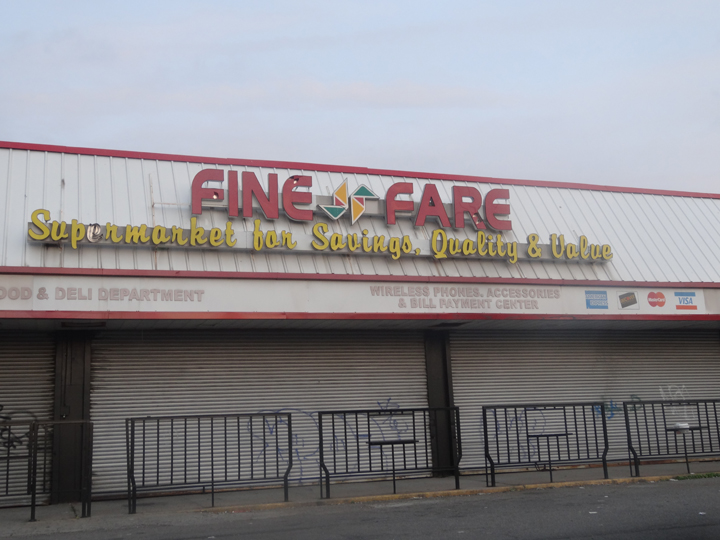 FINE FARE
Supermarket for Savings, Quality & Value
OOD & DELI DEPARTMENT
WIRELESS PHONES, ACCESSORIES
& BILL PAYMENT CENTER
VISA